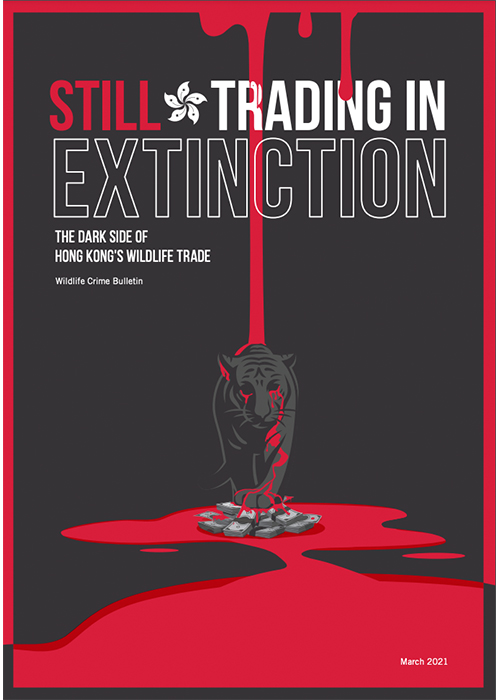 STILL TRADING IN
EXTINCTION
THE DARK SIDE OF
HONG KONG'S WILDLIFE TRADE
Wildlife Crime Bulletin
March 2021